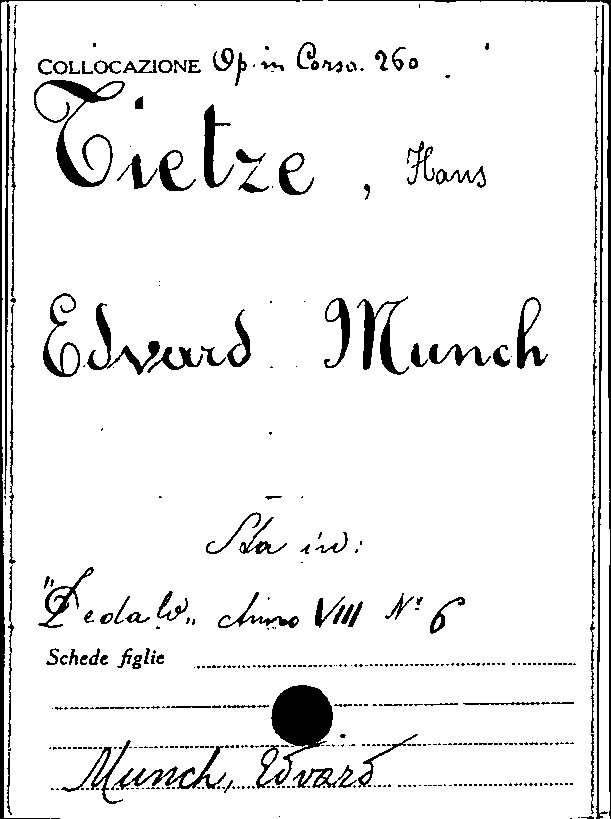 COLLOCAZIONE Op. in Corso. 260
Tietze, Hans
Edvard Munch
Sta in:
"Dedalo" Anno VIII N° 6
Schede figlie
Munch, Edvard